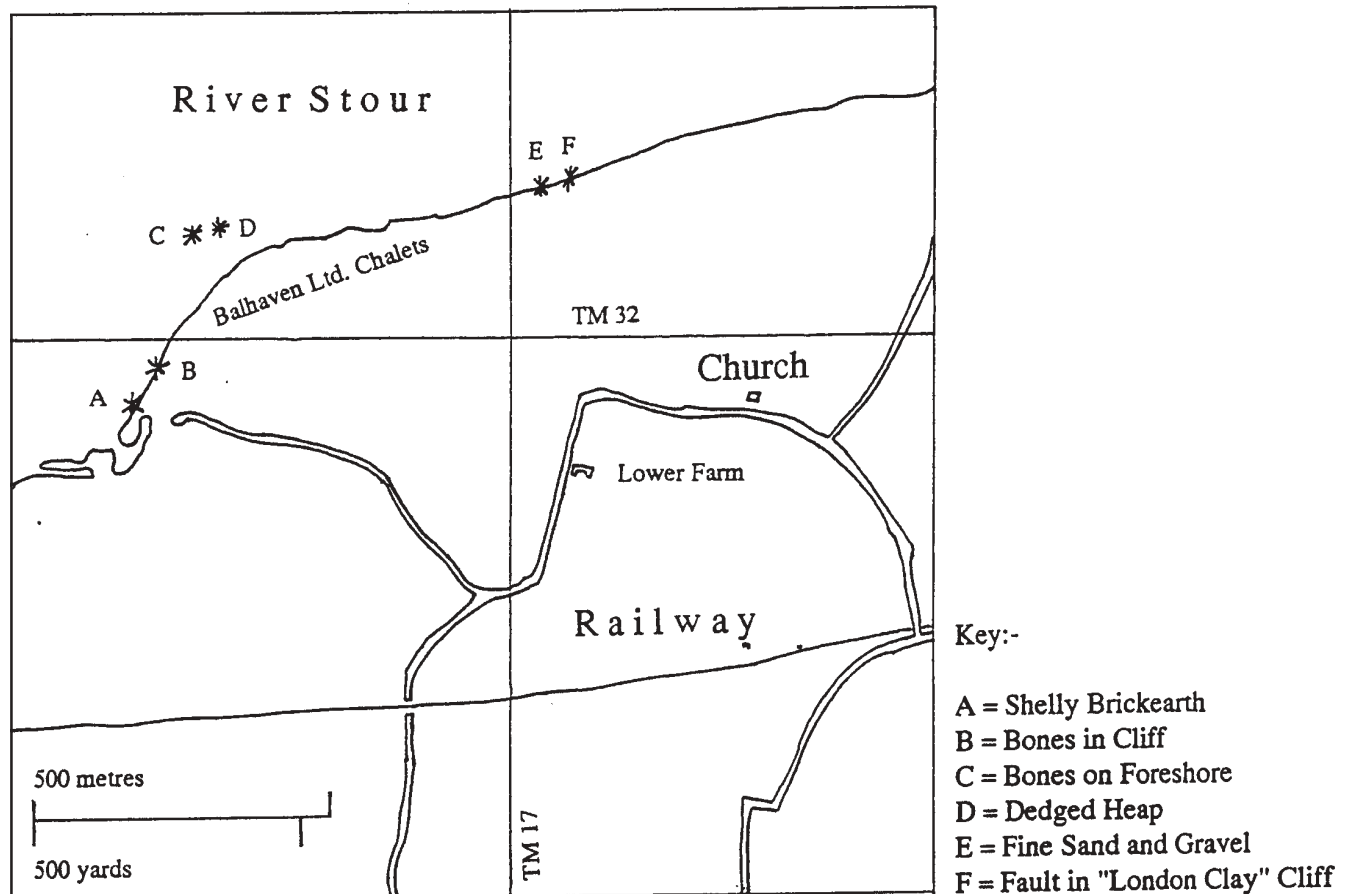 River Stour
E F
C D
Balhaven Ltd. Chalets
TM 32
Church
B
A
Lower Farm
Railway
Key:-
A = Shelly Brickearth
B = Bones in Cliff
500 metres
C = Bones on Foreshore
D = Dedged Heap
E = Fine Sand and Gravel
500 yards
TM 17
F = Fault in "London Clay" Cliff